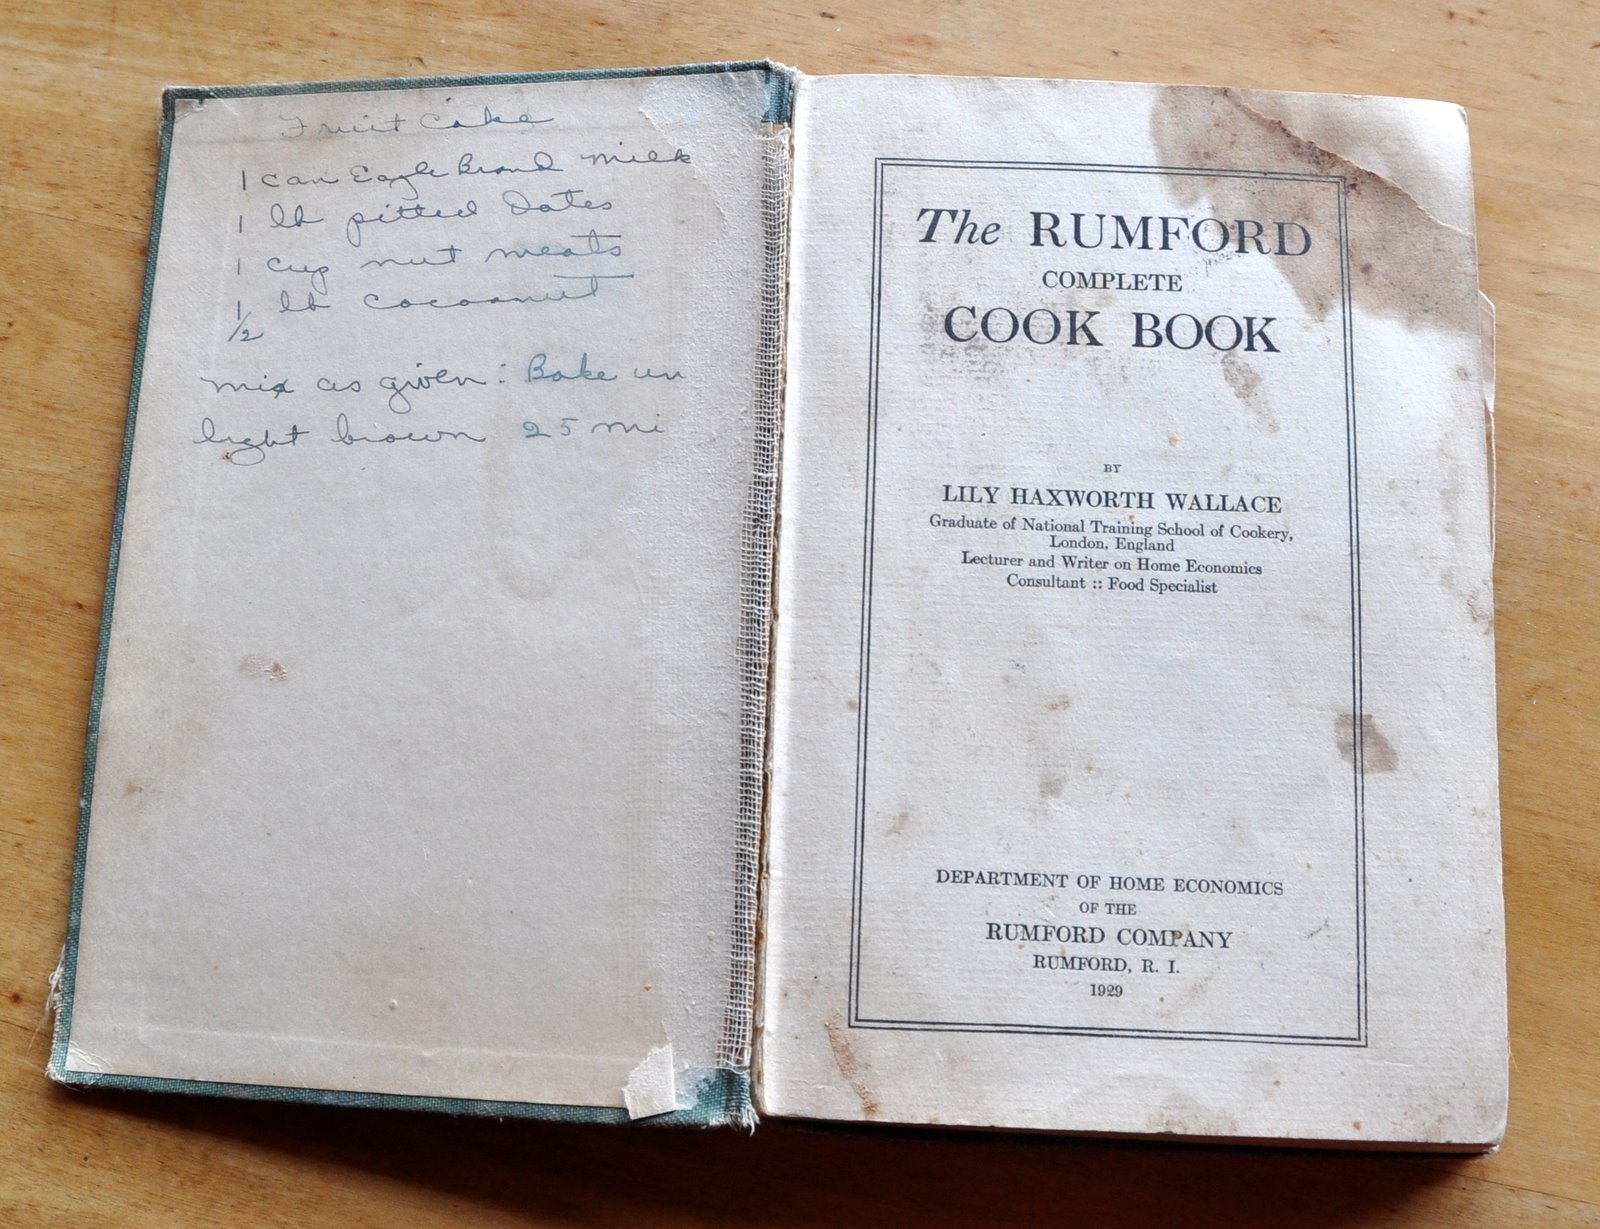 Fruit Cake
1 can Eagle Brand milk
1 lb pitted Dates
1 cup nut meats
1/2 lb cocoanut
mix as given: Bake un
light brown 25 mi
The RUMFORD
COMPLETE
COOK BOOK
BY
LILY HAXWORTH WALLACE
Graduate of National Training School of Cookery,
London, England
Lecturer and Writer on Home Economics
Consultant :: Food Specialist
DEPARTMENT OF HOME ECONOMICS
OF THE
RUMFORD COMPANY
RUMFORD, R. I.
1929